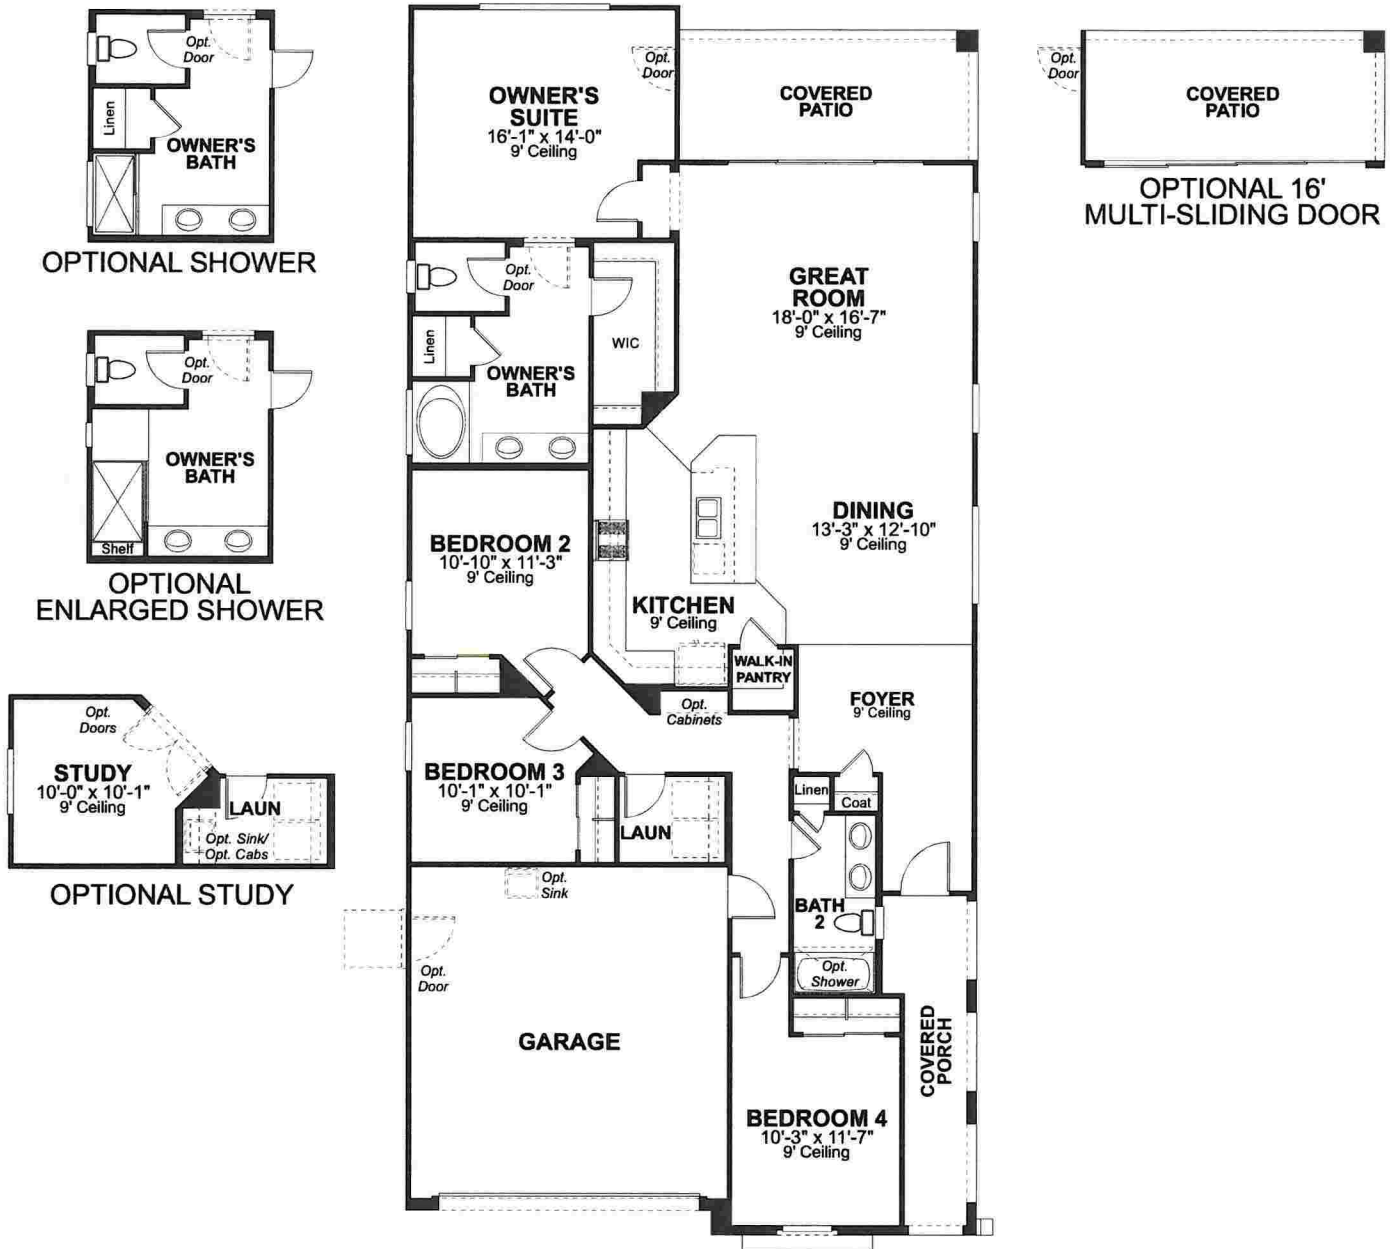 Opt.
Door
Linen
OWNER'S
BATH
OPTIONAL SHOWER
Opt.
Door
OWNER'S
BATH
Shelf
OPTIONAL
ENLARGED SHOWER
Opt.
Doors
STUDY
10'-0" x 10'-1"
9' Ceiling
LAUN
Opt. Sink/
Opt. Cabs
OPTIONAL STUDY
OWNER'S
SUITE
16'-1" x 14'-0"
9' Ceiling
Opt.
Door
COVERED
PATIO
Opt.
Door
Linen
OWNER'S
BATH
WIC
GREAT
ROOM
18'-0" x 16'-7"
9' Ceiling
DINING
13'-3" x 12'-10"
9' Ceiling
BEDROOM 2
10'-10" x 11'-3"
9' Ceiling
KITCHEN
9' Ceiling
WALK-IN
PANTRY
FOYER
9' Ceiling
Opt.
Cabinets
BEDROOM 3
10'-1" x 10'-1"
9' Ceiling
LAUN
Linen
Coat
Opt.
Sink
Opt.
Door
BATH
2
Opt.
Shower
GARAGE
COVERED
PORCH
BEDROOM 4
10'-3" x 11'-7"
9' Ceiling
Opt.
Door
COVERED
PATIO
OPTIONAL 16'
MULTI-SLIDING DOOR